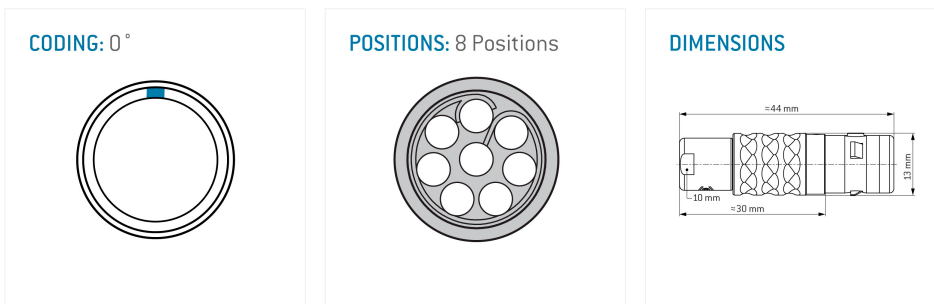 CODING: 0°
POSITIONS: 8 Positions
DIMENSIONS
≈44 mm
13 mm
10 mm
≈30 mm